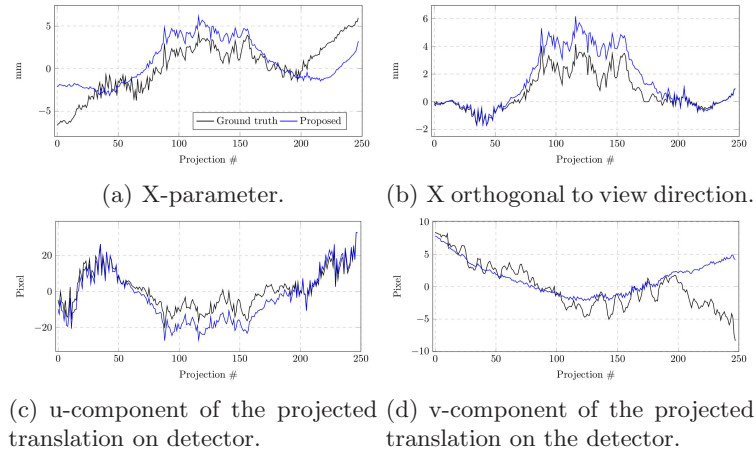 5
0
−5
mm
0
50
100
150
200
250
Projection #
Ground truth
Proposed
(a) X-parameter.
6
4
2
0
−2
mm
0
50
100
150
200
250
Projection #
(b) X orthogonal to view direction.
20
0
−20
Pixel
0
50
100
150
200
250
Projection #
(c) u-component of the projected
translation on detector.
10
5
0
−5
−10
Pixel
0
50
100
150
200
250
Projection #
(d) v-component of the projected
translation on the detector.